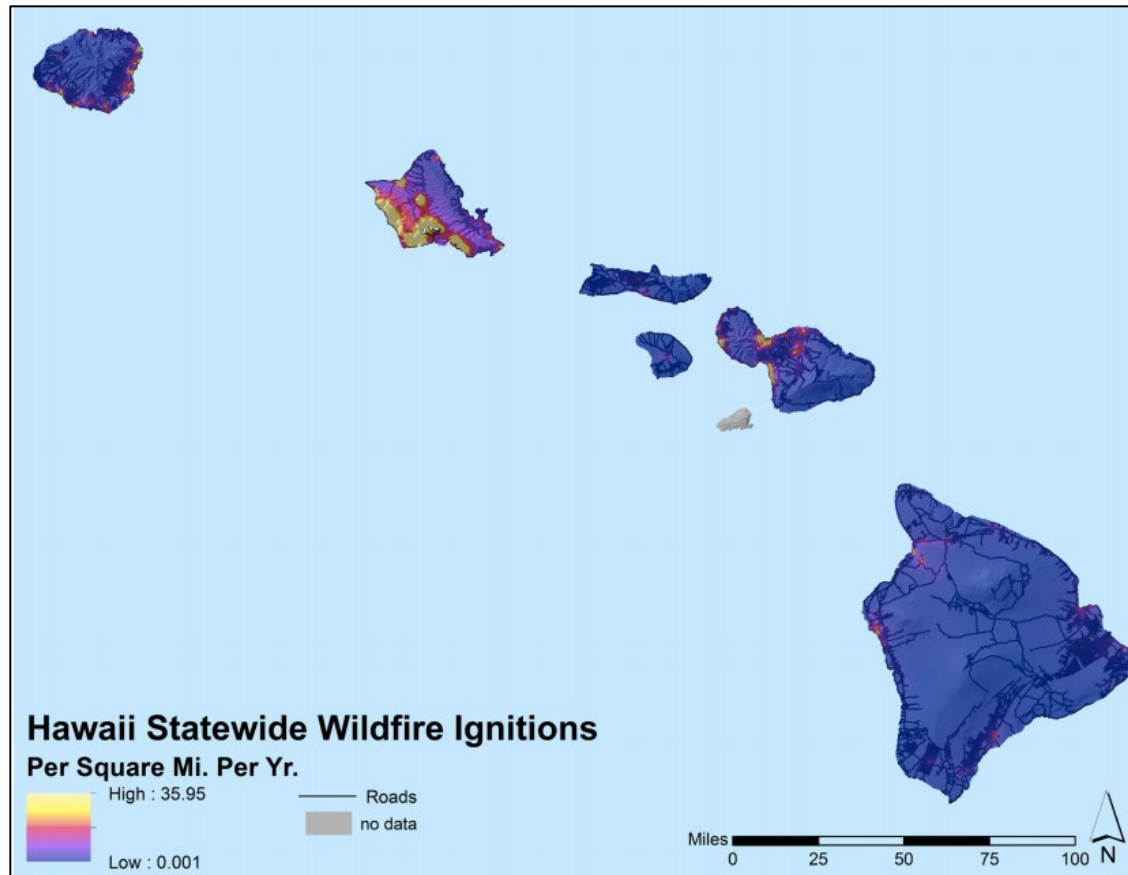 Hawaii Statewide Wildfire Ignitions
Per Square Mi. Per Yr.
High : 35.95
Low : 0.001
Roads
no data
Miles
0 25 50 75 100
N